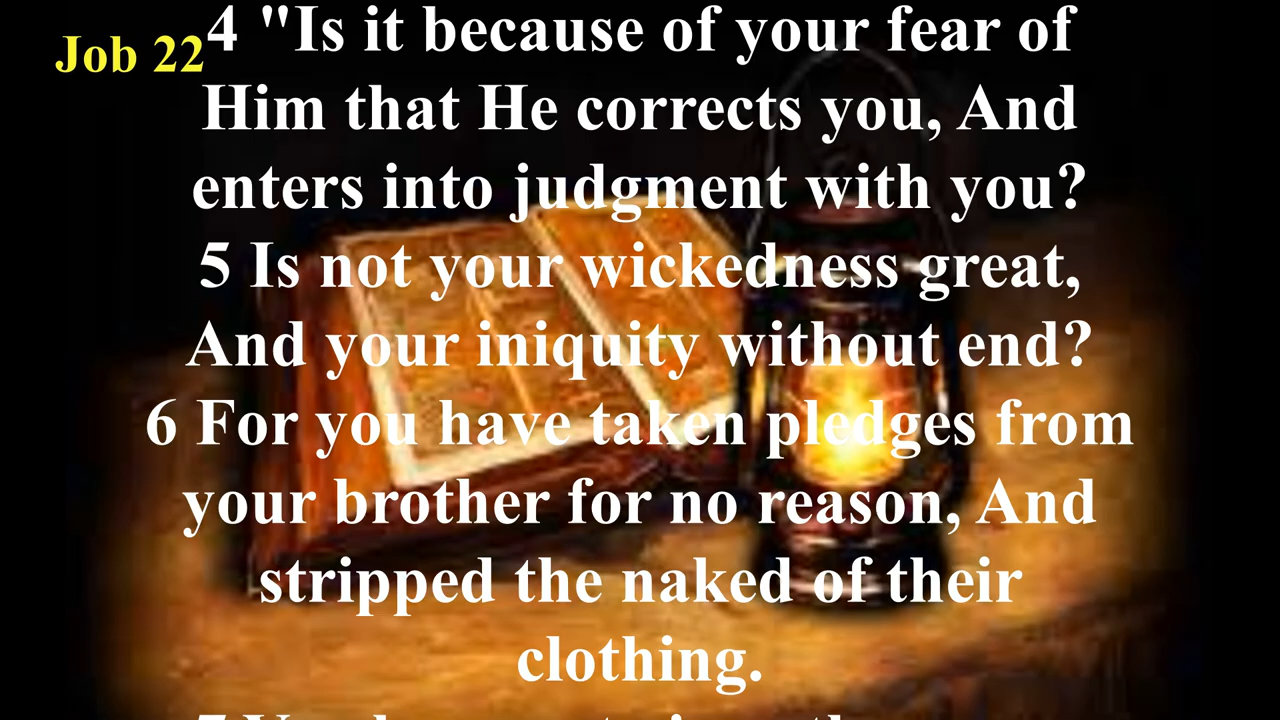 Job 22
4 "Is it because of your fear of
Him that He corrects you, And
enters into judgment with you?
5 Is not your wickedness great,
And your iniquity without end?
6 For you have taken pledges from
your brother for no reason, And
stripped the naked of their
clothing.